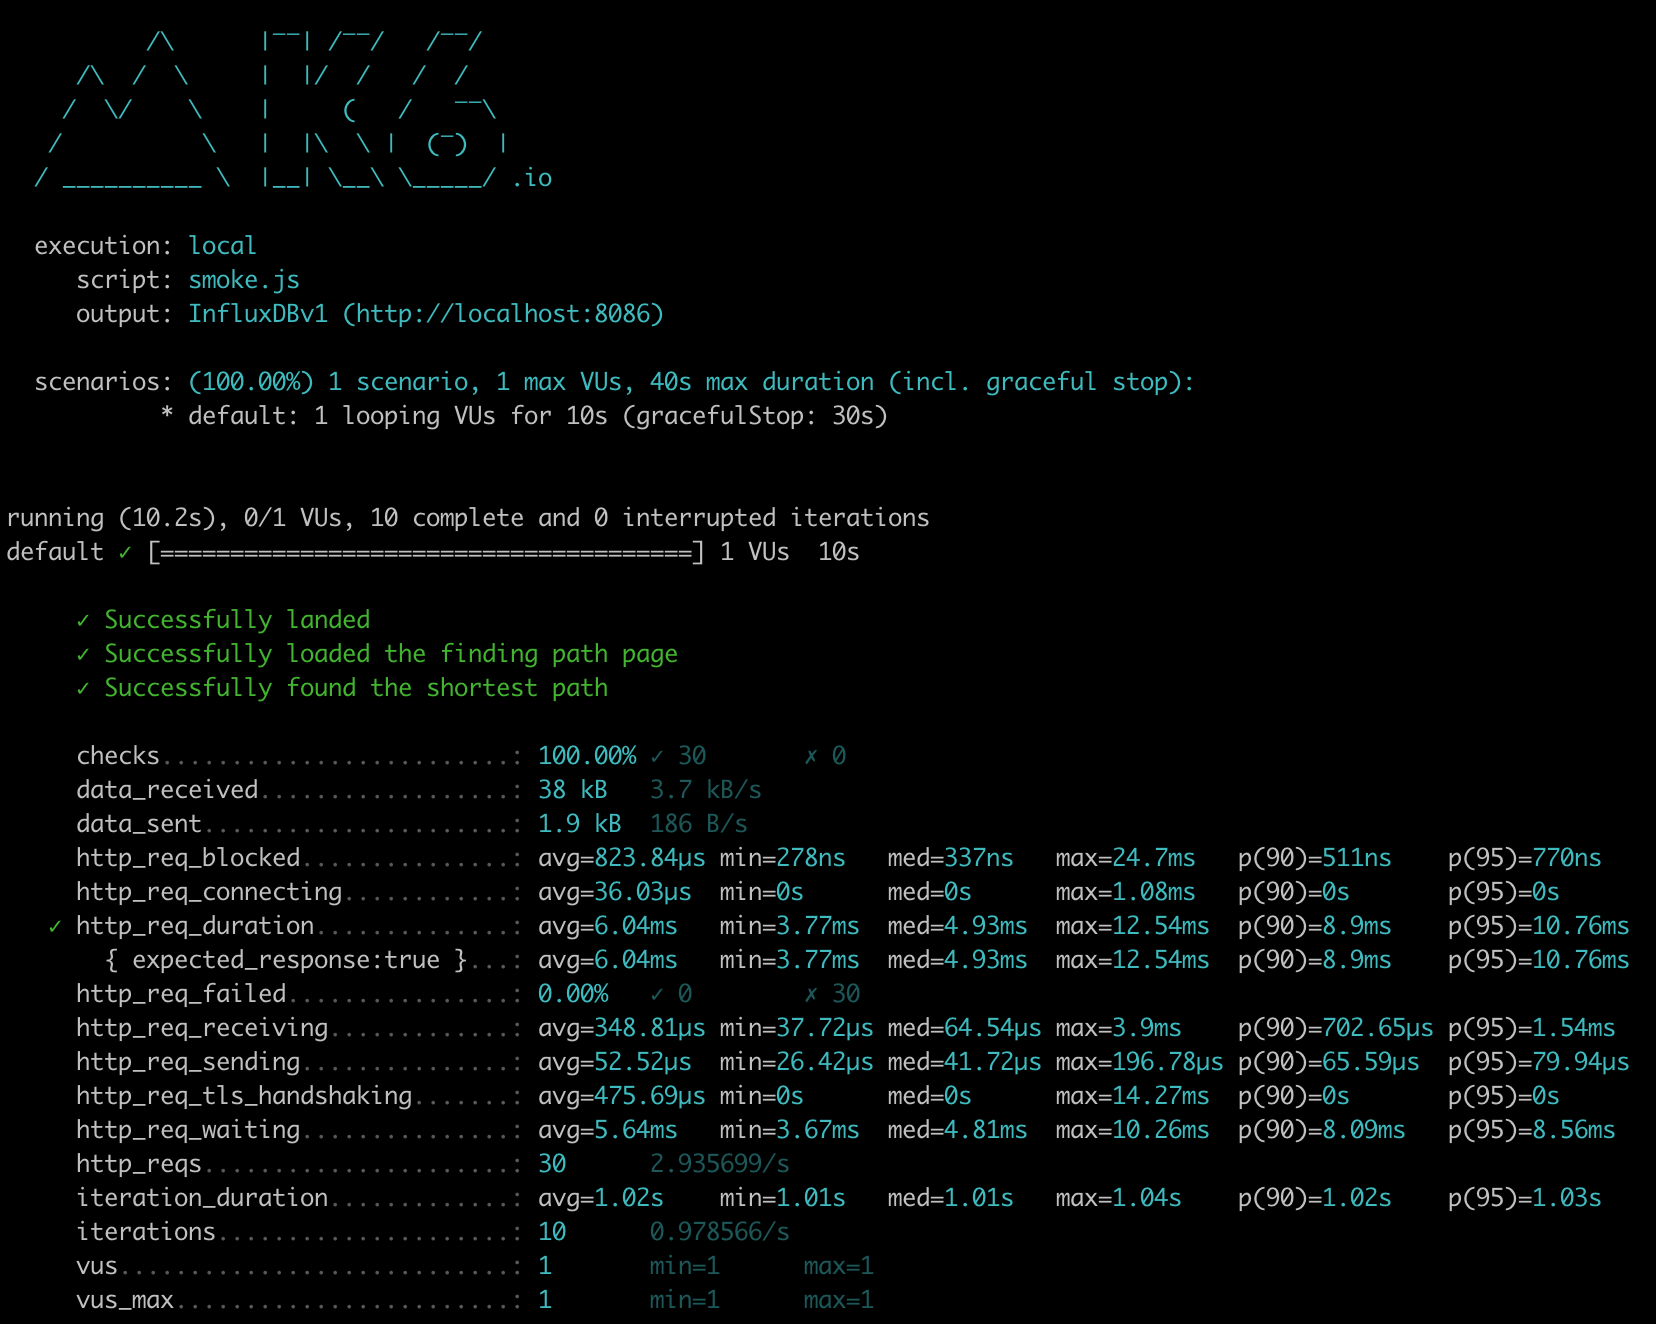 /\      |‾‾| /‾‾/   /‾‾/
    /\  /  \     |  |/  /   /  /
   /  \/    \    |     (   /   ‾‾\
  /          \   |  |\  \ |  (‾)  |
 / __________ \  |__| \__\ \_____/ .io
execution: local
script: smoke.js
output: InfluxDBv1 (http://localhost:8086)
scenarios: (100.00%) 1 scenario, 1 max VUs, 40s max duration (incl. graceful stop):
* default: 1 looping VUs for 10s (gracefulStop: 30s)
running (10.2s), 0/1 VUs, 10 complete and 0 interrupted iterations
default ✓ [======================================] 1 VUs  10s
✓ Successfully landed
✓ Successfully loaded the finding path page
✓ Successfully found the shortest path
checks.........................: 100.00% ✓ 30       ✗ 0
data_received..................: 38 kB   3.7 kB/s
data_sent......................: 1.9 kB  186 B/s
http_req_blocked...............: avg=823.84µs min=278ns   med=337ns   max=24.7ms   p(90)=511ns    p(95)=770ns
http_req_connecting............: avg=36.03µs  min=0s      med=0s      max=1.08ms   p(90)=0s       p(95)=0s
✓ http_req_duration..............: avg=6.04ms   min=3.77ms  med=4.93ms  max=12.54ms  p(90)=8.9ms    p(95)=10.76ms
{ expected_response:true }...: avg=6.04ms   min=3.77ms  med=4.93ms  max=12.54ms  p(90)=8.9ms    p(95)=10.76ms
http_req_failed................: 0.00%   ✓ 0        ✗ 30
http_req_receiving.............: avg=348.81µs min=37.72µs med=64.54µs max=3.9ms    p(90)=702.65µs p(95)=1.54ms
http_req_sending...............: avg=52.52µs  min=26.42µs med=41.72µs max=196.78µs p(90)=65.59µs  p(95)=79.94µs
http_req_tls_handshaking.......: avg=475.69µs min=0s      med=0s      max=14.27ms  p(90)=0s       p(95)=0s
http_req_waiting...............: avg=5.64ms   min=3.67ms  med=4.81ms  max=10.26ms  p(90)=8.09ms   p(95)=8.56ms
http_reqs......................: 30      2.935699/s
iteration_duration.............: avg=1.02s    min=1.01s   med=1.01s   max=1.04s    p(90)=1.02s    p(95)=1.03s
iterations.....................: 10      0.978566/s
vus............................: 1       min=1      max=1
vus_max........................: 1       min=1      max=1